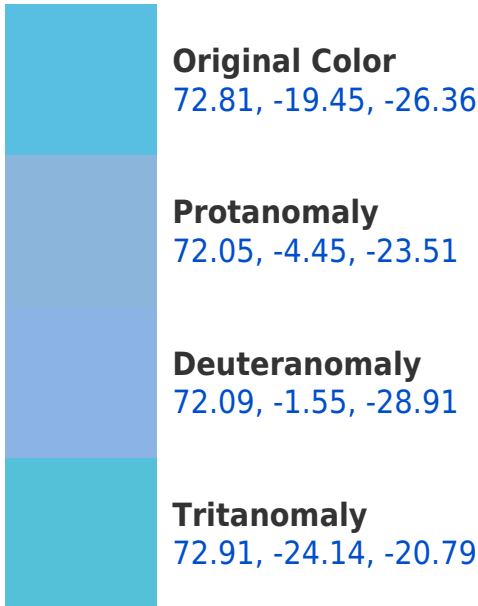 Original Color
72.81, -19.45, -26.36
Protanomaly
72.05, -4.45, -23.51
Deuteranomaly
72.09, -1.55, -28.91
Tritanomaly
72.91, -24.14, -20.79